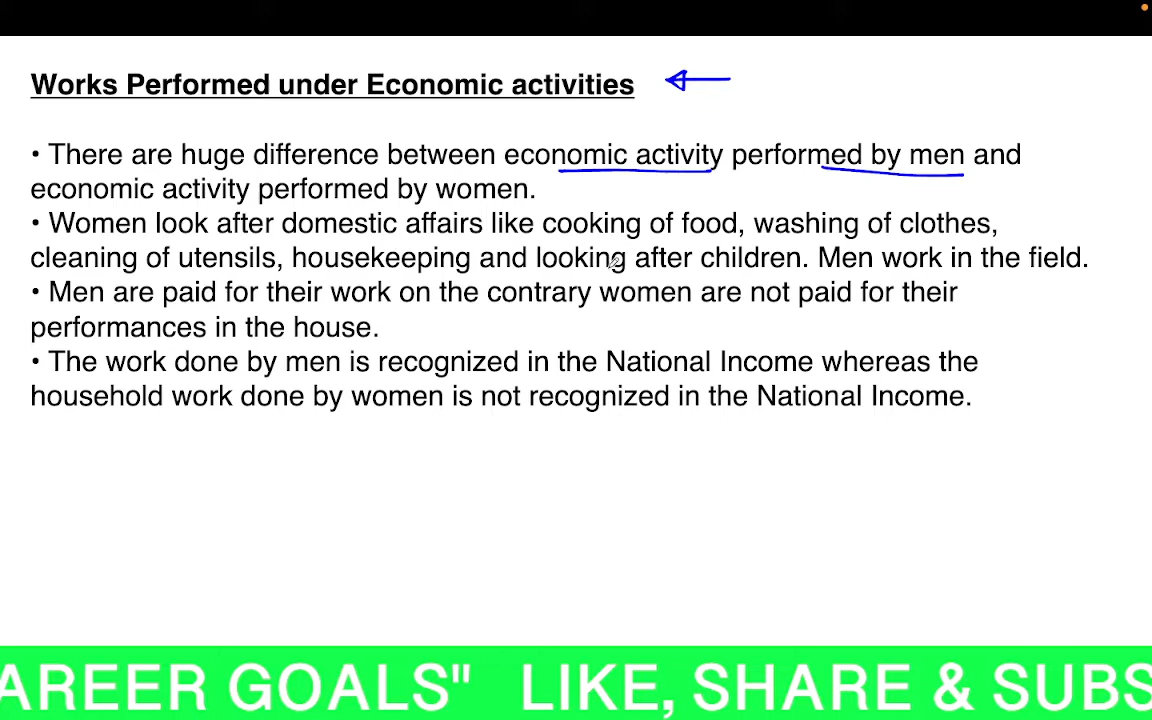 Works Performed under Economic activities
• There are huge difference between economic activity performed by men and
economic activity performed by women.
• Women look after domestic affairs like cooking of food, washing of clothes,
cleaning of utensils, housekeeping and looking after children. Men work in the field.
• Men are paid for their work on the contrary women are not paid for their
performances in the house.
• The work done by men is recognized in the National Income whereas the
household work done by women is not recognized in the National Income.
AREER GOALS" LIKE, SHARE & SUBS